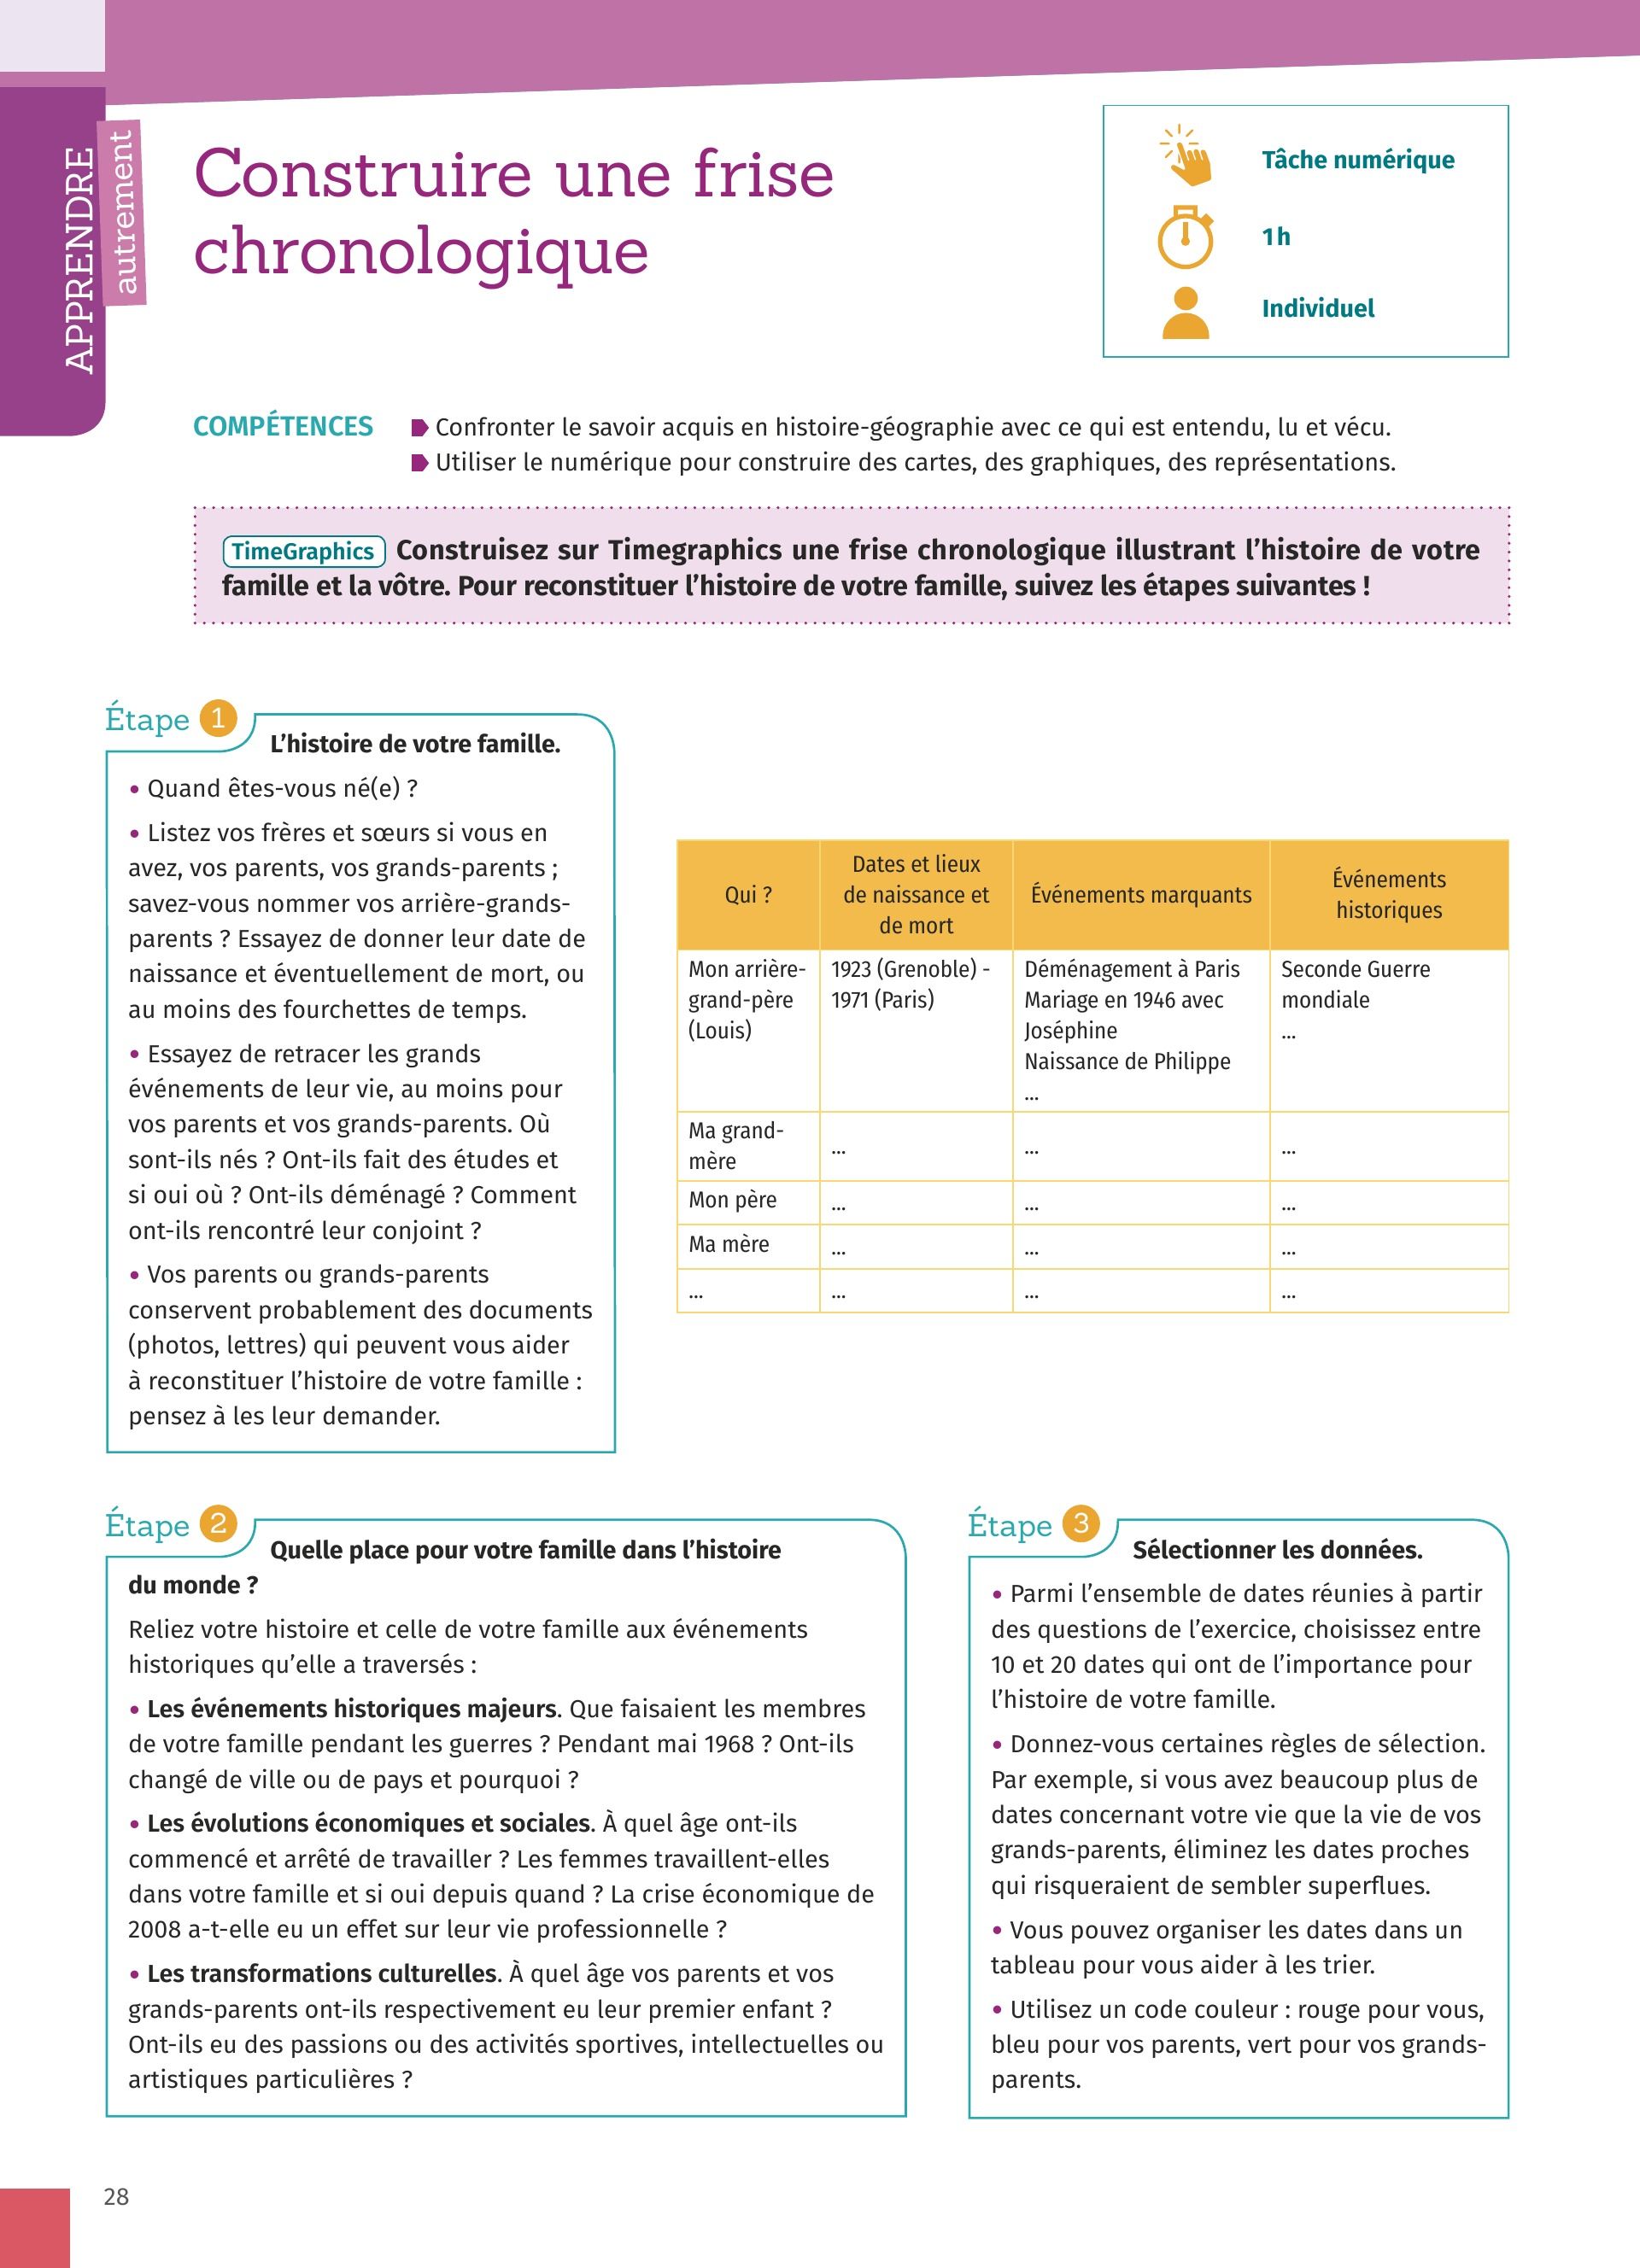 APPRENDRE
autrement
Construire une frise
chronologique
Tâche numérique
1 h
Individuel
COMPÉTENCES
Confronter le savoir acquis en histoire-géographie avec ce qui est entendu, lu et vécu.
Utiliser le numérique pour construire des cartes, des graphiques, des représentations.
TimeGraphics Construisez sur Timegraphics une frise chronologique illustrant l’histoire de votre
famille et la vôtre. Pour reconstituer l’histoire de votre famille, suivez les étapes suivantes !
Étape 1
L’histoire de votre famille.
• Quand êtes-vous né(e) ?
• Listez vos frères et sœurs si vous en
avez, vos parents, vos grands-parents ;
savez-vous nommer vos arrière-grands-
parents ? Essayez de donner leur date de
naissance et éventuellement de mort, ou
au moins des fourchettes de temps.
• Essayez de retracer les grands
événements de leur vie, au moins pour
vos parents et vos grands-parents. Où
sont-ils nés ? Ont-ils fait des études et
si oui où ? Ont-ils déménagé ? Comment
ont-ils rencontré leur conjoint ?
• Vos parents ou grands-parents
conservent probablement des documents
(photos, lettres) qui peuvent vous aider
à reconstituer l’histoire de votre famille :
pensez à les leur demander.
Qui ?
Dates et lieux
de naissance et
de mort
Événements marquants
Événements
historiques
Mon arrière-
grand-père
(Louis)
1923 (Grenoble) -
1971 (Paris)
Déménagement à Paris
Mariage en 1946 avec
Joséphine
Naissance de Philippe
...
Seconde Guerre
mondiale
...
Ma grand-
mère
...
...
...
Mon père
...
...
...
Ma mère
...
...
...
...
...
...
...
Étape 2
Quelle place pour votre famille dans l’histoire
du monde ?
Reliez votre histoire et celle de votre famille aux événements
historiques qu’elle a traversés :
• Les événements historiques majeurs. Que faisaient les membres
de votre famille pendant les guerres ? Pendant mai 1968 ? Ont-ils
changé de ville ou de pays et pourquoi ?
• Les évolutions économiques et sociales. À quel âge ont-ils
commencé et arrêté de travailler ? Les femmes travaillent-elles
dans votre famille et si oui depuis quand ? La crise économique de
2008 a-t-elle eu un effet sur leur vie professionnelle ?
• Les transformations culturelles. À quel âge vos parents et vos
grands-parents ont-ils respectivement eu leur premier enfant ?
Ont-ils eu des passions ou des activités sportives, intellectuelles ou
artistiques particulières ?
Étape 3
Sélectionner les données.
• Parmi l’ensemble de dates réunies à partir
des questions de l’exercice, choisissez entre
10 et 20 dates qui ont de l’importance pour
l’histoire de votre famille.
• Donnez-vous certaines règles de sélection.
Par exemple, si vous avez beaucoup plus de
dates concernant votre vie que la vie de vos
grands-parents, éliminez les dates proches
qui risqueraient de sembler superflues.
• Vous pouvez organiser les dates dans un
tableau pour vous aider à les trier.
• Utilisez un code couleur : rouge pour vous,
bleu pour vos parents, vert pour vos grands-
parents.
28